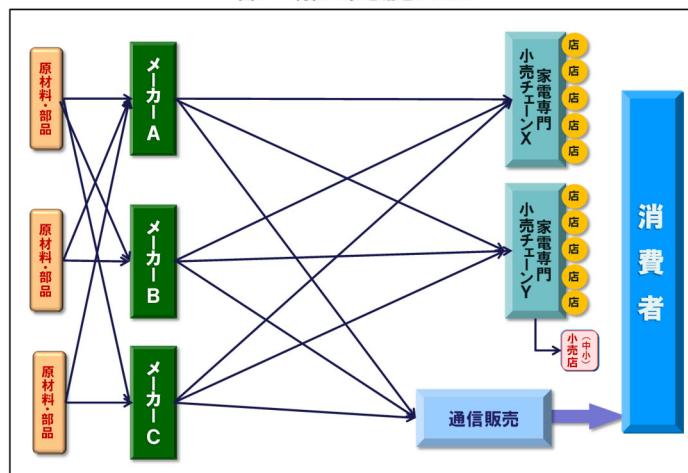 原材料・部品
原材料・部品
原材料・部品
メーカーA
メーカーB
メーカーC
家電専門
小売チェーンX
店
店
店
店
店
家電専門
小売チェーンY
店
店
店
店
店
(中小)
小売店
通信販売
消費者